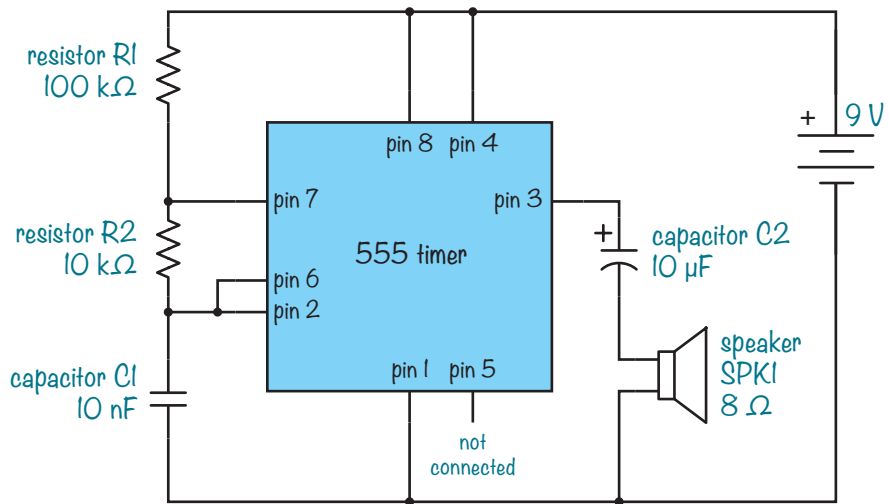 resistor R1
100 kΩ
+
9 V
pin 8
pin 4
pin 7
pin 3
resistor R2
10 kΩ
555 timer
+
capacitor C2
10 µF
pin 6
pin 2
capacitor C1
10 nF
pin 1
pin 5
speaker
SPK1
8 Ω
not
connected